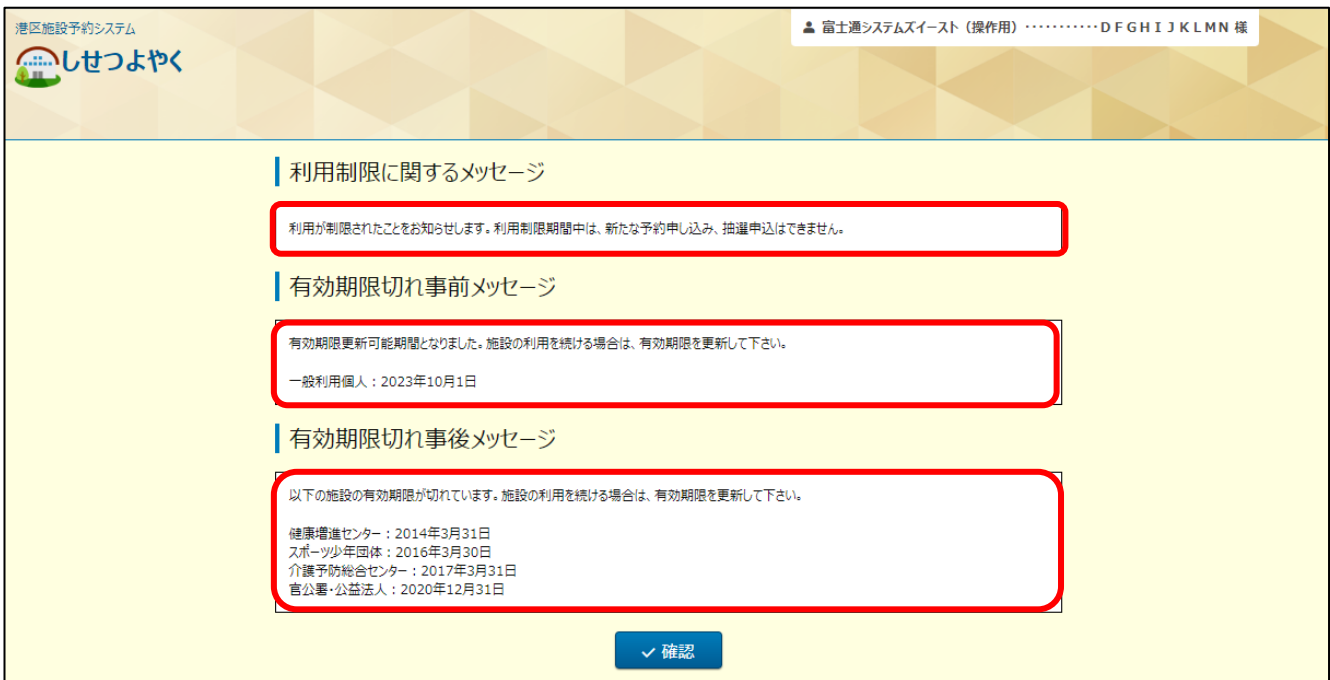 港区施設予約システム
しせつよやく
富士通システムズイースト（操作用）・・・・・・・・・・・ＤＦＧＨＩＪＫＬＭＮ 様
利用制限に関するメッセージ
利用が制限されたことをお知らせします。利用制限期間中は、新たな予約申し込み、抽選申込はできません。
有効期限切れ事前メッセージ
有効期限更新可能期間となりました。施設の利用を続ける場合は、有効期限を更新して下さい。
一般利用個人：2023年10月1日
有効期限切れ事後メッセージ
以下の施設の有効期限が切れています。施設の利用を続ける場合は、有効期限を更新して下さい。
健康増進センター：2014年3月31日
スポーツ少年団体：2016年3月30日
介護予防総合センター：2017年3月31日
官公署・公益法人：2020年12月31日
確認